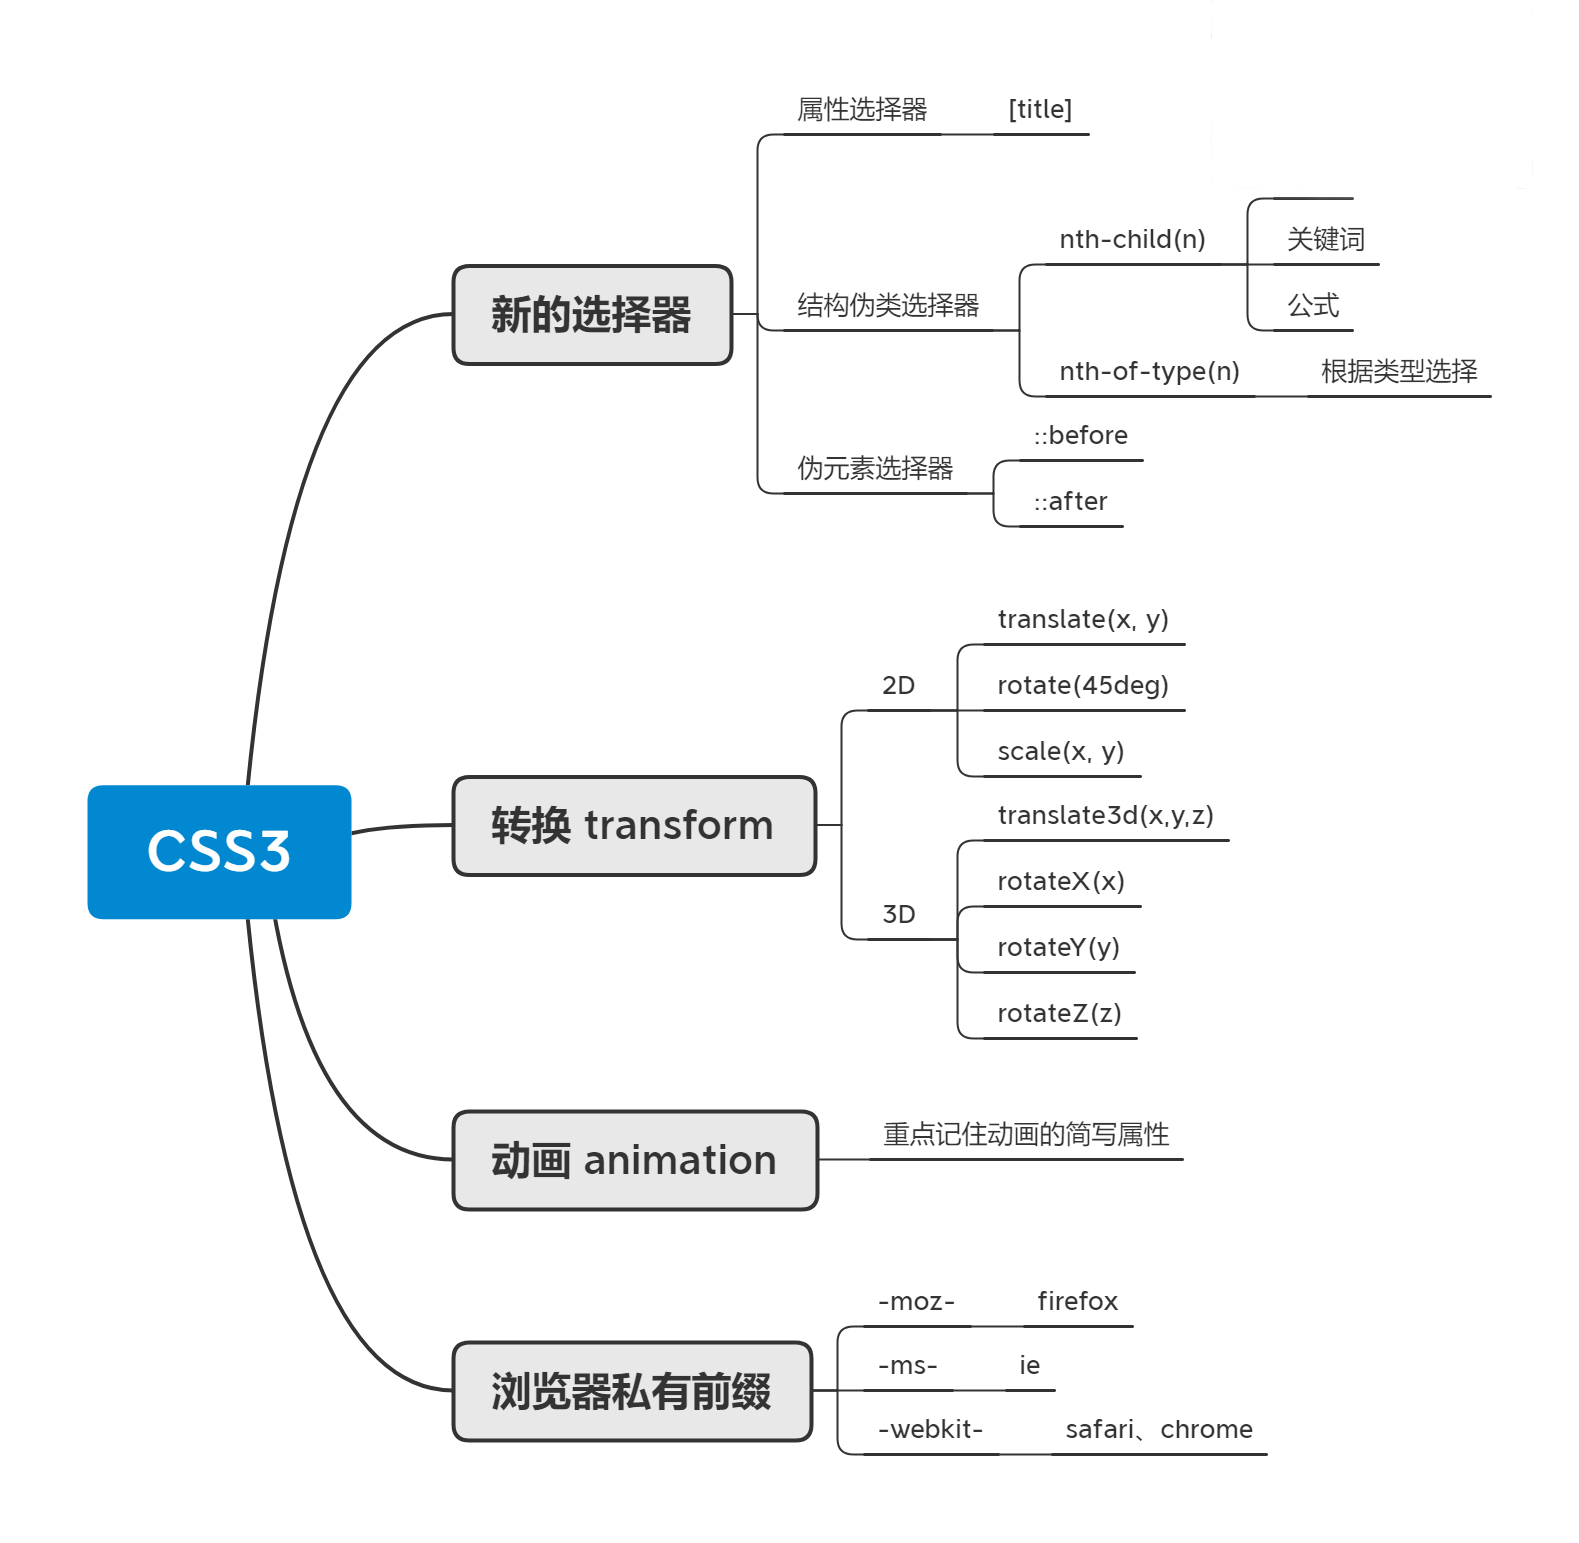 CSS3
新的选择器
属性选择器
[title]
结构伪类选择器
nth-child(n)
关键词
公式
nth-of-type(n)
根据类型选择
伪元素选择器
::before
::after
转换 transform
2D
translate(x, y)
rotate(45deg)
scale(x, y)
3D
translate3d(x,y,z)
rotateX(x)
rotateY(y)
rotateZ(z)
动画 animation
重点记住动画的简写属性
浏览器私有前缀
-moz-
firefox
-ms-
ie
-webkit-
safari、chrome